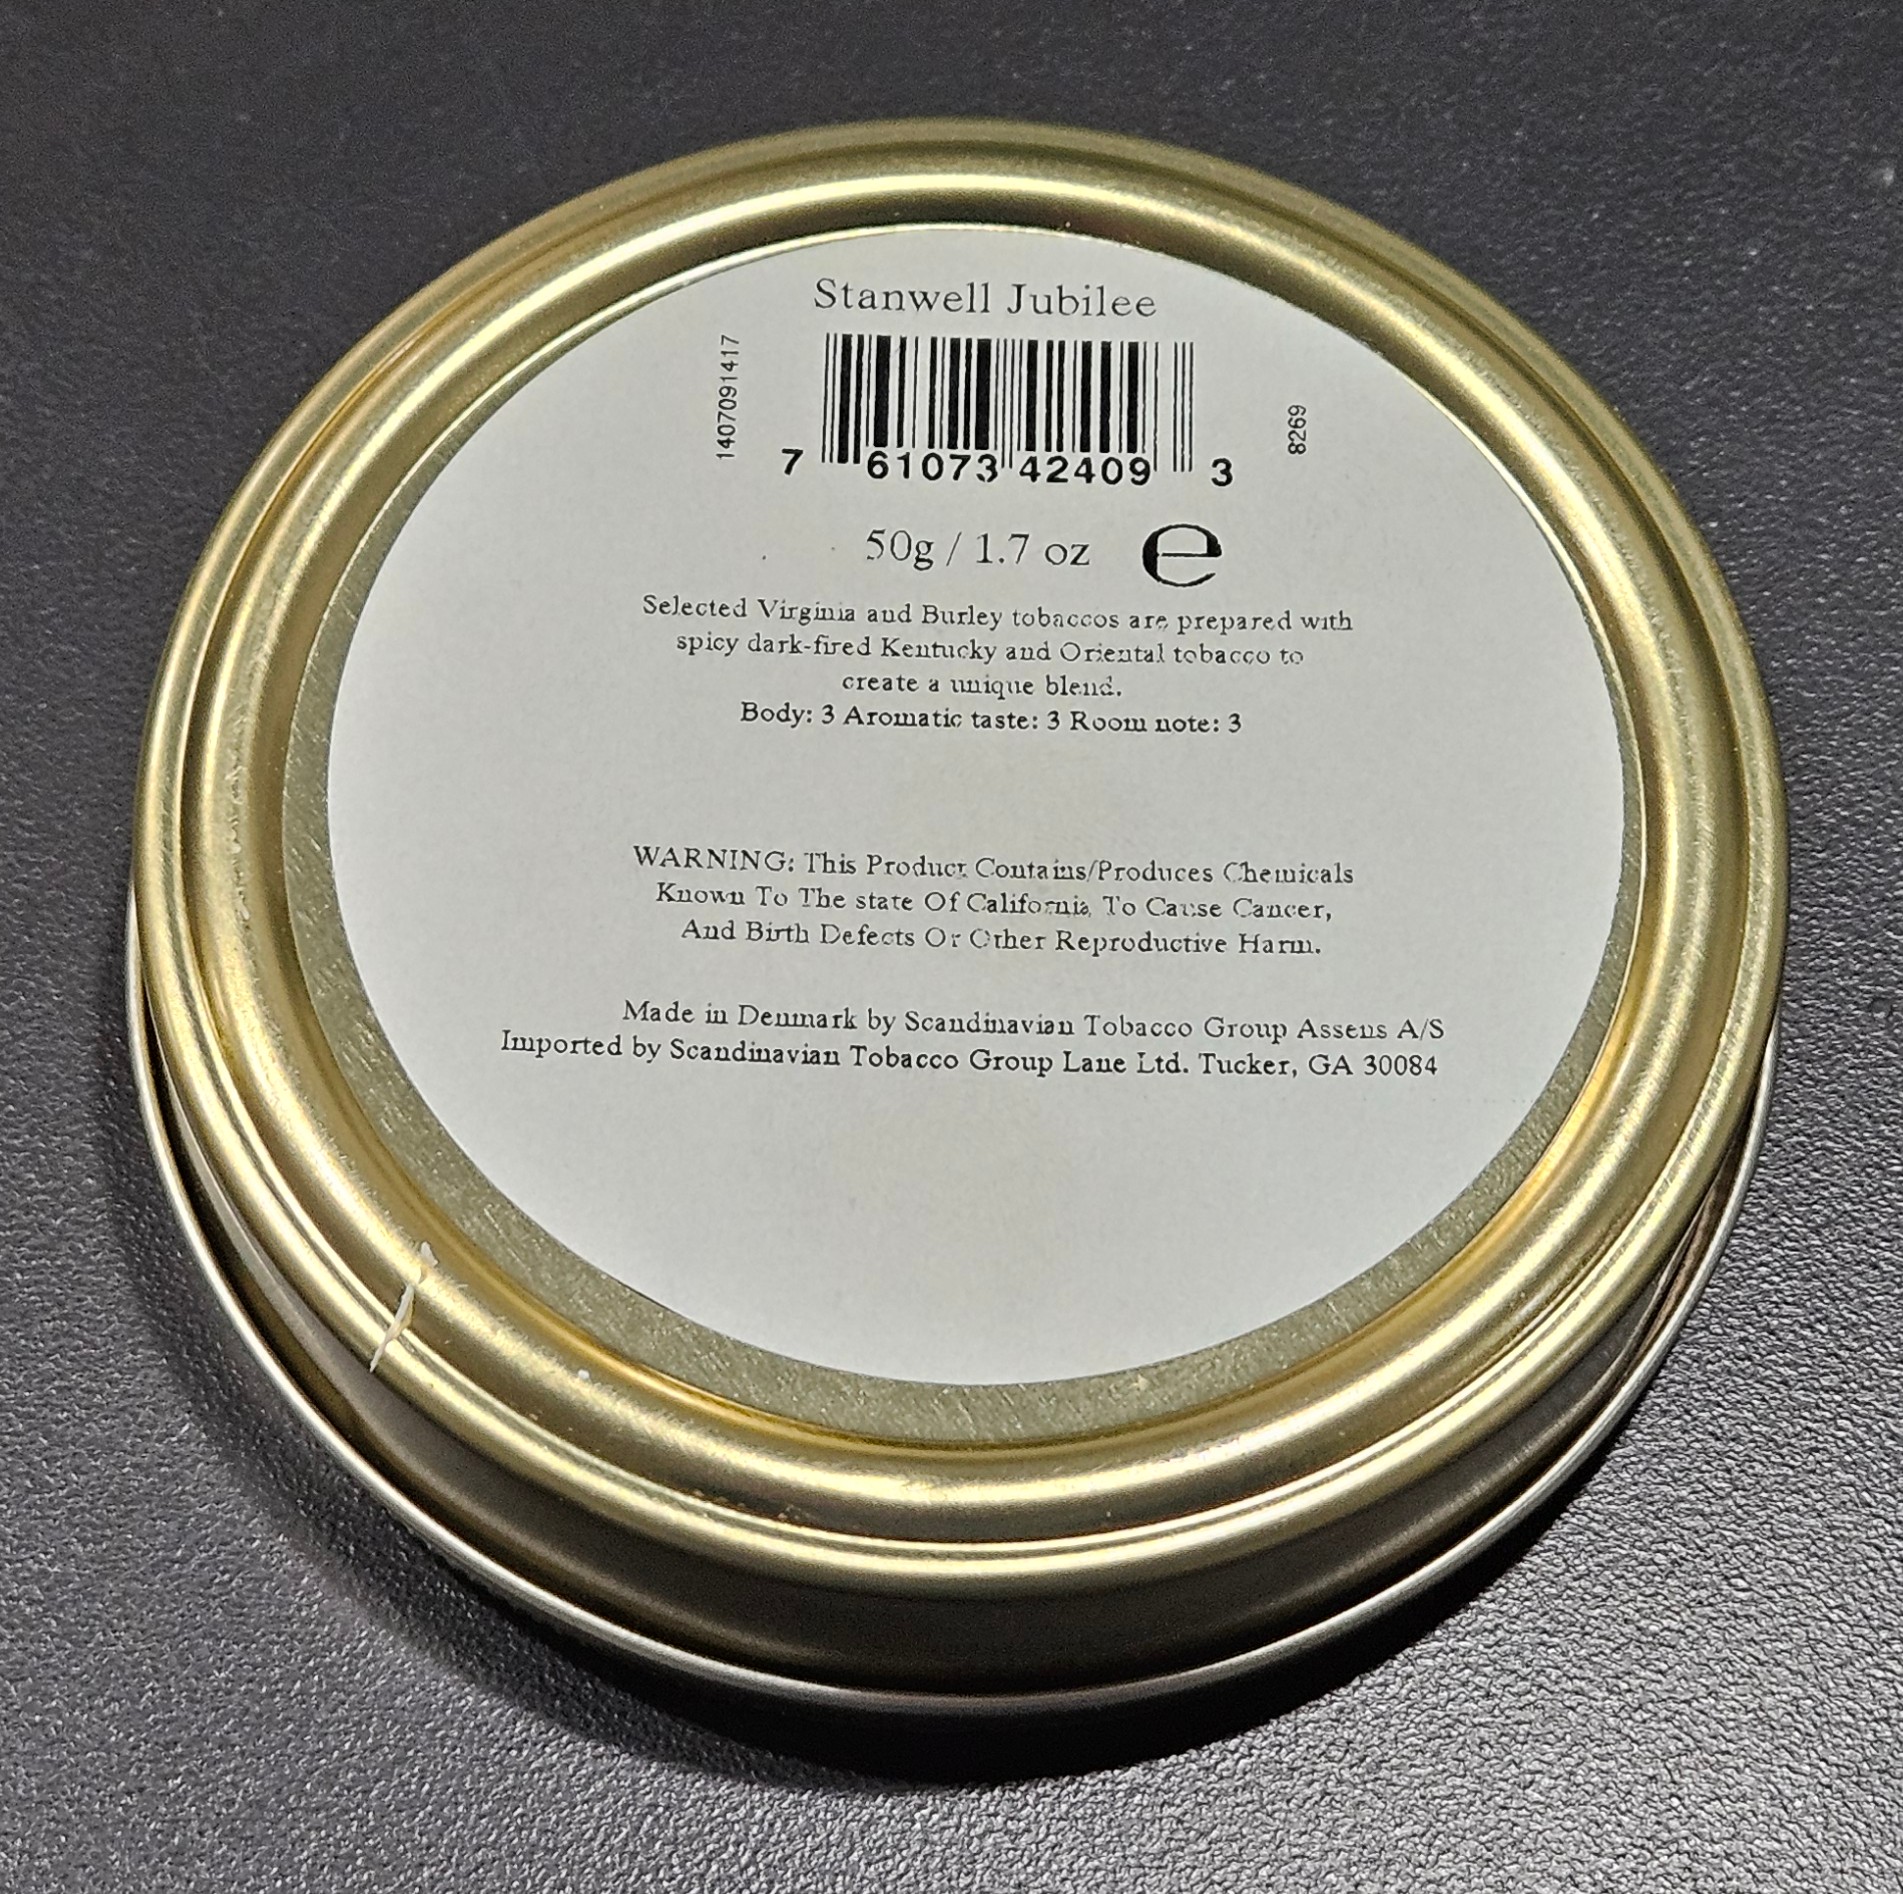 Stanwell Jubilee
1407091417
8269
7 61073 42409 3
50g / 1.7 oz e
Selected Virginia and Burley tobaccos are prepared with
spicy dark-fired Kentucky and Oriental tobacco to
create a unique blend.
Body: 3 Aromatic taste: 3 Room note: 3
WARNING: This Product Contains/Produces Chemicals
Known To The state Of California To Cause Cancer,
And Birth Defects Or Other Reproductive Harm.
Made in Denmark by Scandinavian Tobacco Group Assens A/S
Imported by Scandinavian Tobacco Group Lane Ltd. Tucker, GA 30084